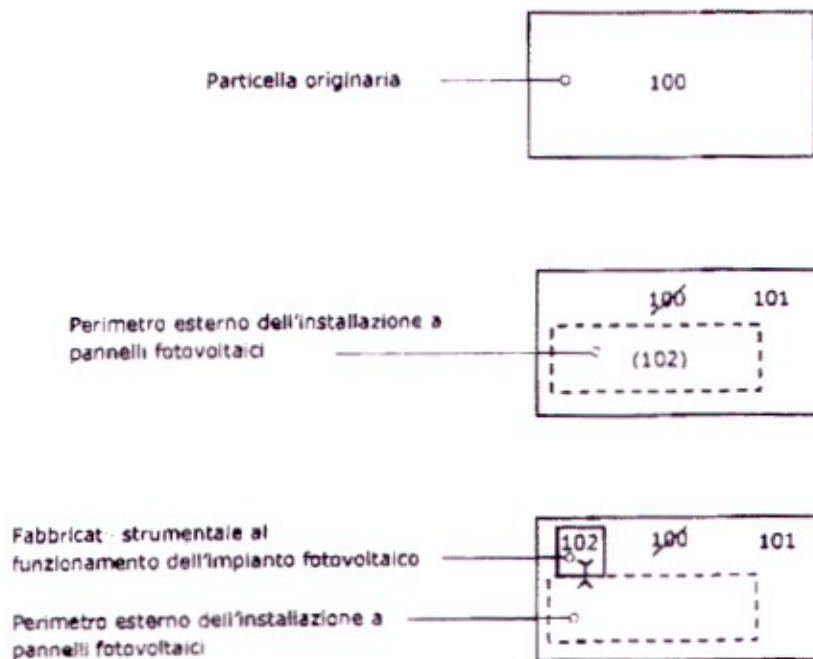 Particella originaria
100
100 101
Perimetro esterno dell'installazione a
pannelli fotovoltaici
(102)
102 100 101
Fabbricat strumentale al
funzionamento dell'impianto fotovoltaico
Perimetro esterno dell'installazione a
pannelli fotovoltaici